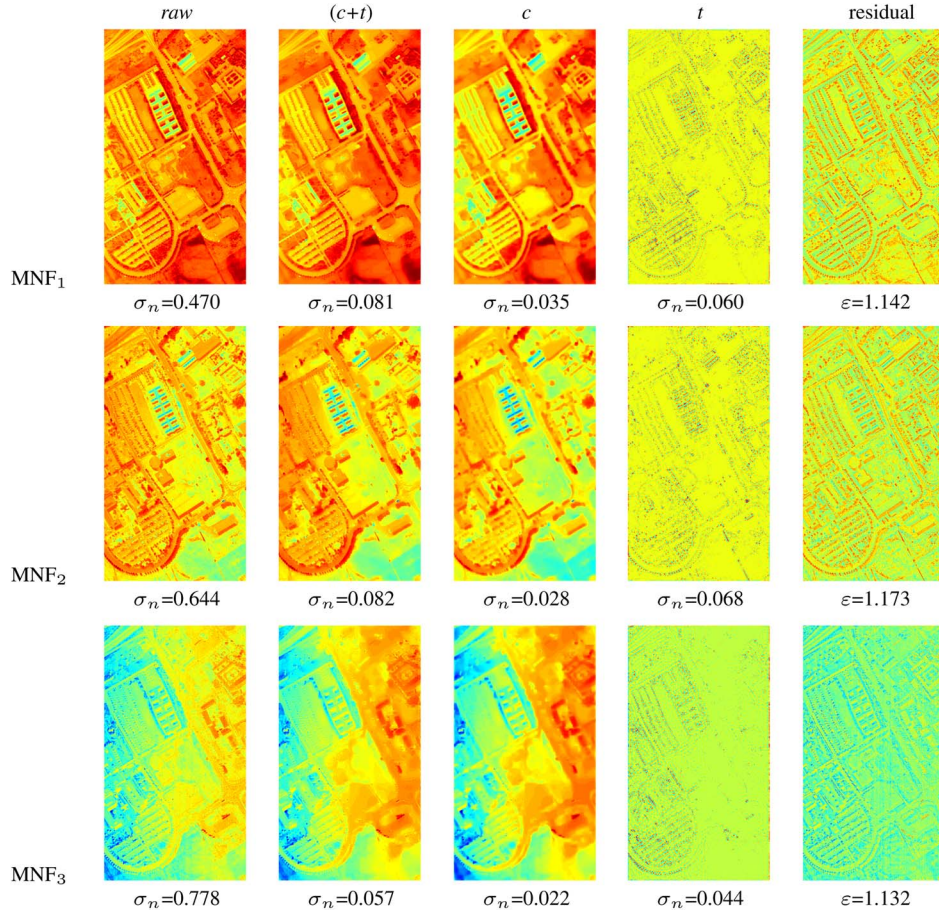 raw (c+t) c t residual
MNF₁
σₙ=0.470 σₙ=0.081 σₙ=0.035 σₙ=0.060 ε=1.142
MNF₂
σₙ=0.644 σₙ=0.082 σₙ=0.028 σₙ=0.068 ε=1.173
MNF₃
σₙ=0.778 σₙ=0.057 σₙ=0.022 σₙ=0.044 ε=1.132